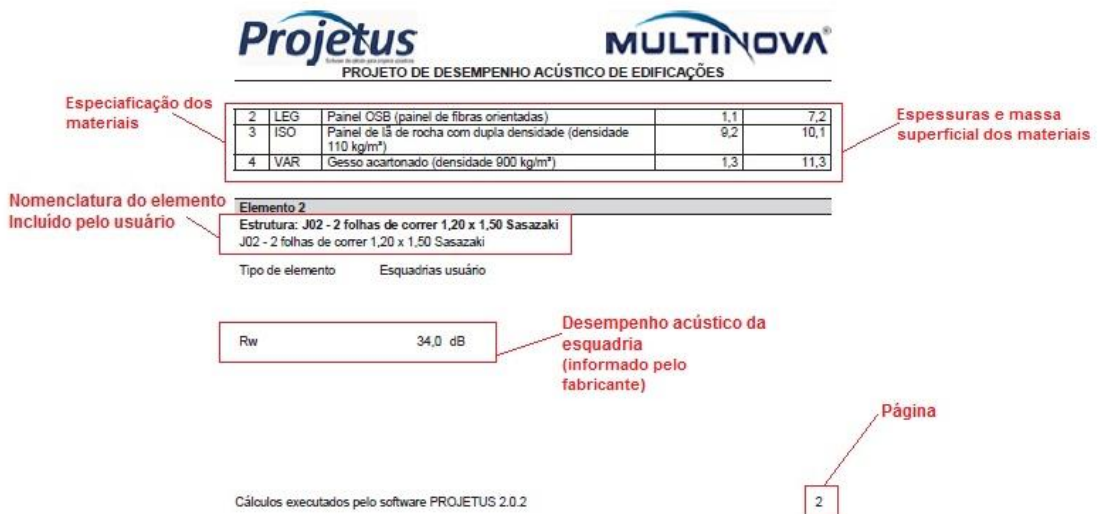 Projetus
MULTINOVA®
PROJETO DE DESEMPENHO ACÚSTICO DE EDIFICAÇÕES
Especiaficação dos
materiais
2 LEG Painel OSB (painel de fibras orientadas) 1,1 7,2
3 ISO Painel de lã de rocha com dupla densidade (densidade 9,2 10,1
110 kg/m³)
4 VAR Gesso acartonado (densidade 900 kg/m³) 1,3 11,3
Espessuras e massa
superficial dos materiais
Nomenclatura do elemento
Incluído pelo usuário
Elemento 2
Estrutura: J02 - 2 folhas de correr 1,20 x 1,50 Sasazaki
J02 - 2 folhas de correr 1,20 x 1,50 Sasazaki
Tipo de elemento Esquadrias usuário
Rw 34,0 dB
Desempenho acústico da
esquadria
(informado pelo
fabricante)
Página
Cálculos executados pelo software PROJETUS 2.0.2
2